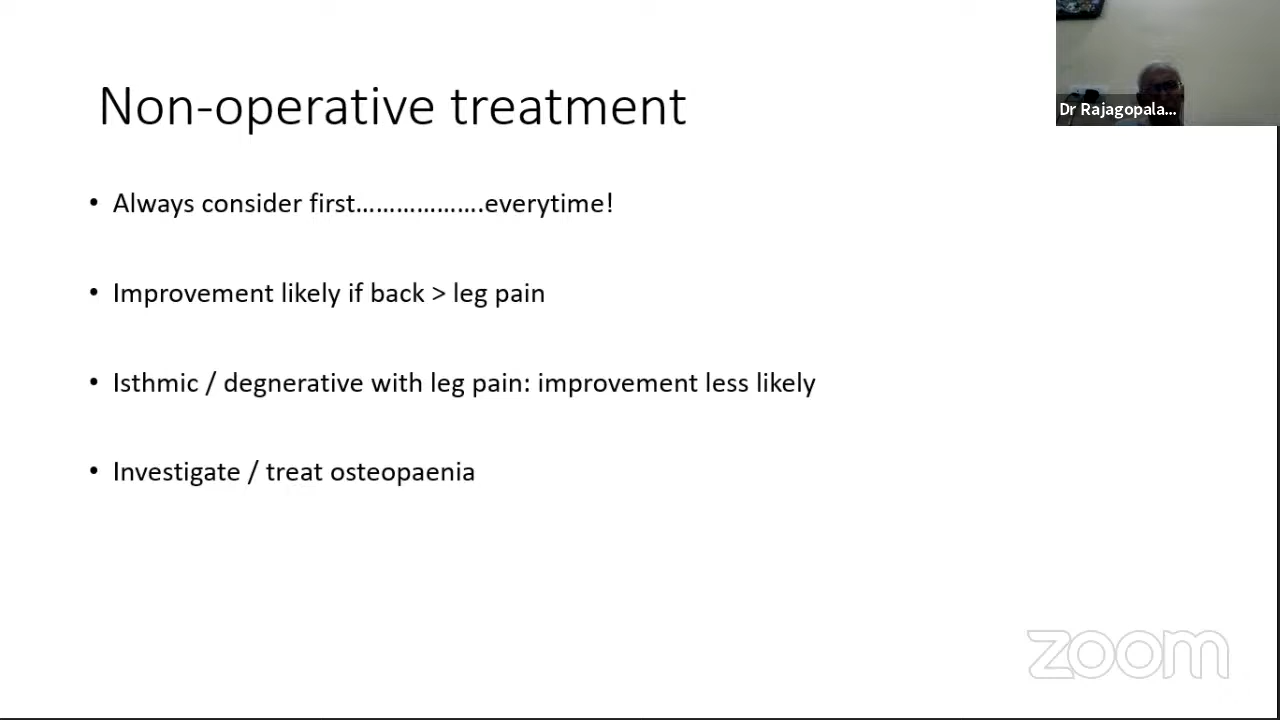 Non-operative treatment
Dr Rajagopala...
• Always consider first……………….everytime!
• Improvement likely if back > leg pain
• Isthmic / degnerative with leg pain: improvement less likely
• Investigate / treat osteopaenia
zoom